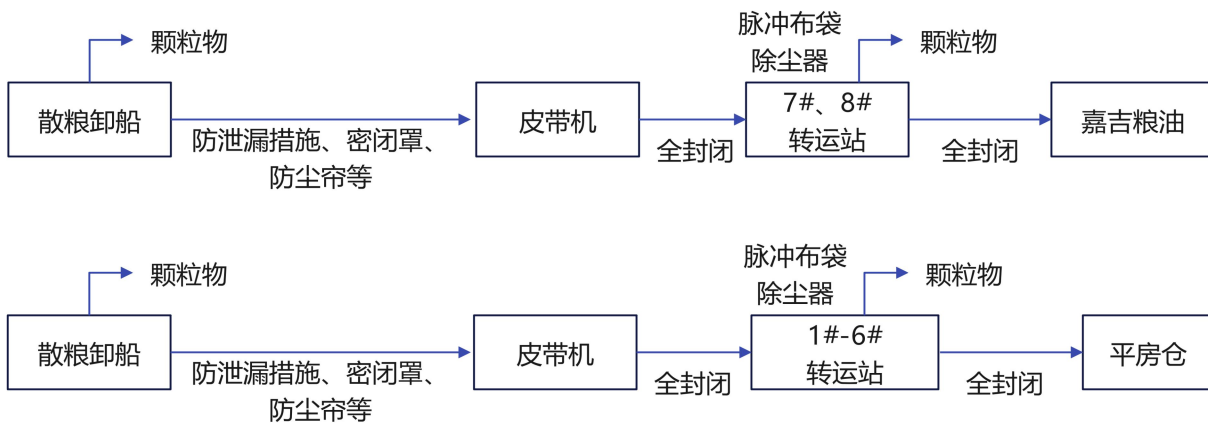 颗粒物
脉冲布袋
除尘器
颗粒物
散粮卸船
防泄漏措施、密闭罩、
防尘帘等
皮带机
全封闭
7#、8#
转运站
全封闭
嘉吉粮油
颗粒物
脉冲布袋
除尘器
颗粒物
散粮卸船
防泄漏措施、密闭罩、
防尘帘等
皮带机
全封闭
1#-6#
转运站
全封闭
平房仓